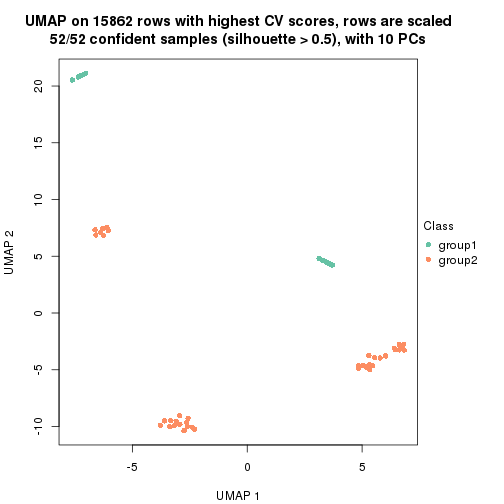 UMAP on 15862 rows with highest CV scores, rows are scaled
52/52 confident samples (silhouette > 0.5), with 10 PCs
20
15
10
5
0
-5
-10
UMAP 2
-5 0 5
UMAP 1
Class
group1
group2